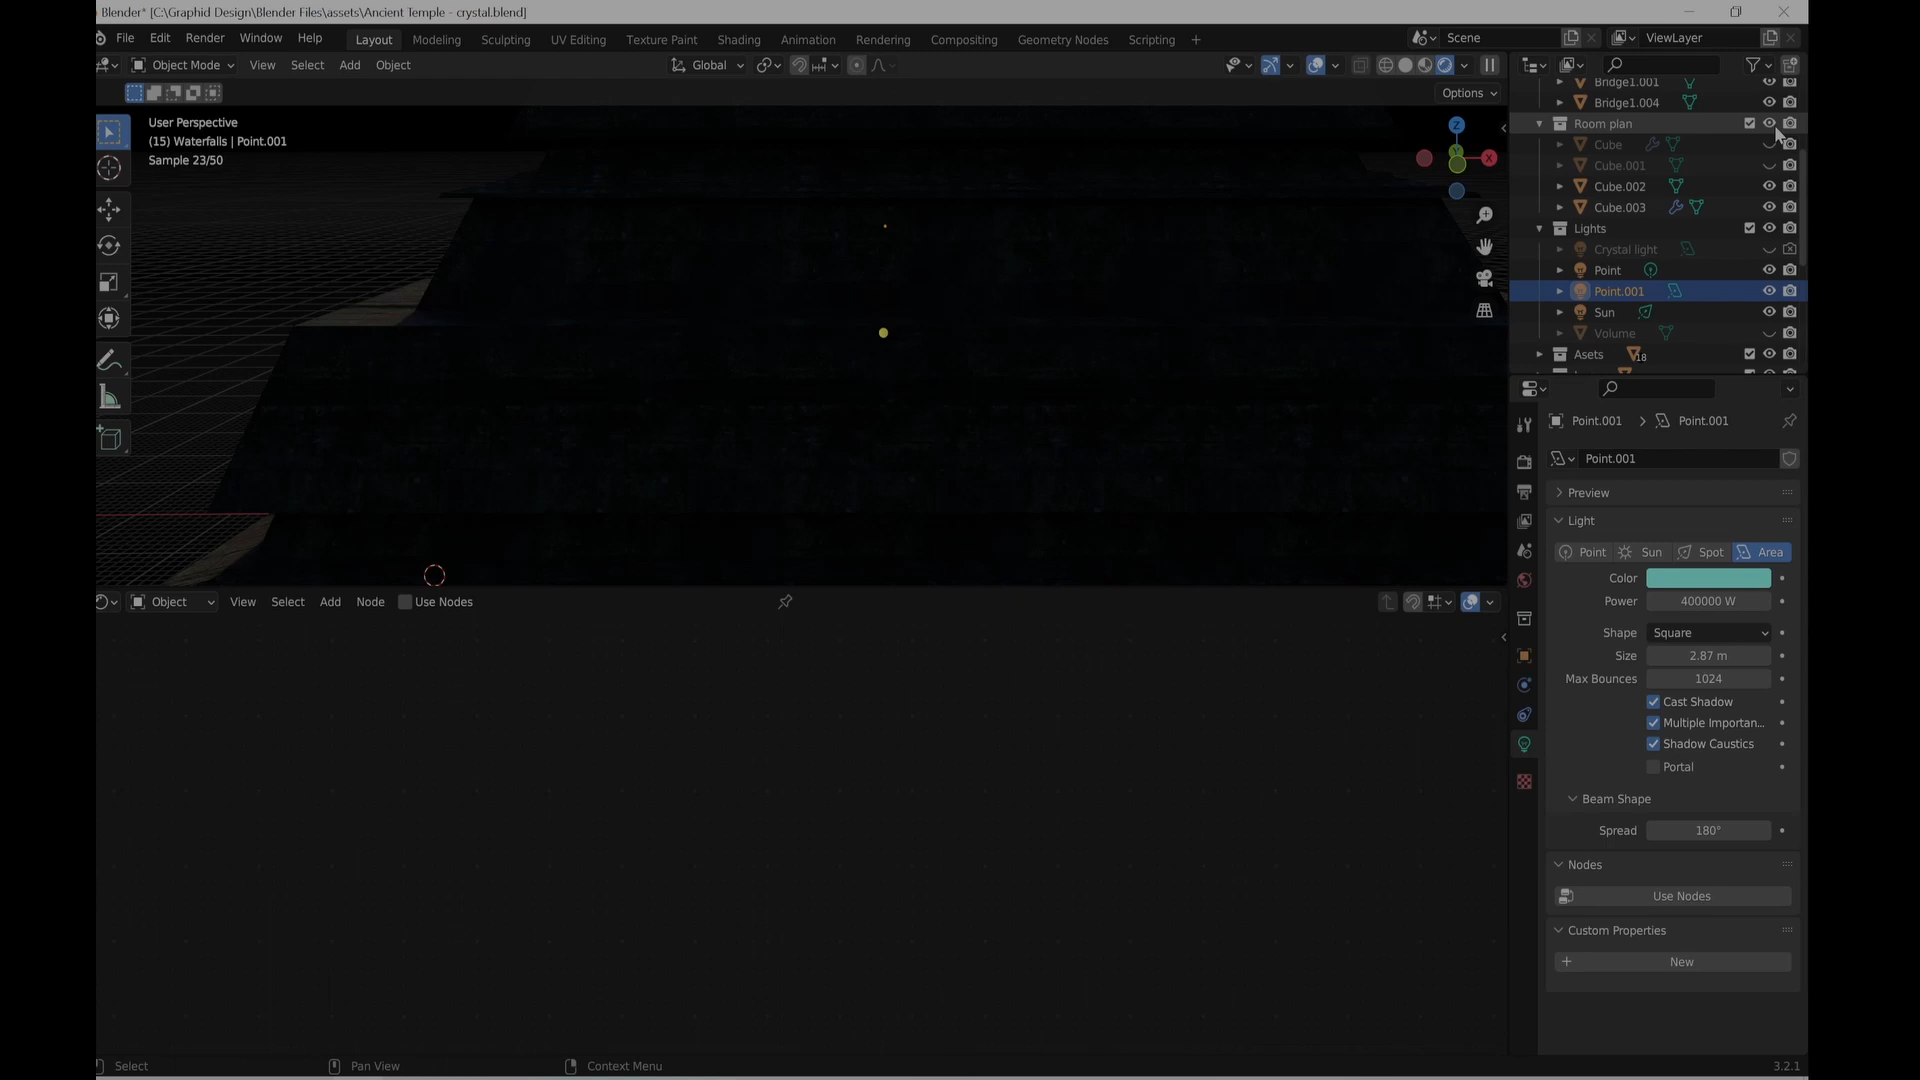 Blender* [C:\Graphid Design\Blender Files\assets\Ancient Temple - crystal.blend]
File Edit Render Window Help Layout Modeling Sculpting UV Editing Texture Paint Shading Animation Rendering Compositing Geometry Nodes Scripting + Scene ViewLayer
Object Mode View Select Add Object Global
Options
User Perspective
(15) Waterfalls | Point.001
Sample 23/50
Z
X
Bridge1.001
Bridge1.004
Room plan
Cube
Cube.001
Cube.002
Cube.003
Lights
Crystal light
Point
Point.001
Sun
Volume
Asets 18
Point.001 > Point.001
Point.001
Preview
Light
Point Sun Spot Area
Color
Power 400000 W
Shape Square
Size 2.87 m
Max Bounces 1024
Cast Shadow
Multiple Importan...
Shadow Caustics
Portal
Beam Shape
Spread 180°
Nodes
Use Nodes
Custom Properties
+ New
Object View Select Add Node Use Nodes
Select Pan View Context Menu 3.2.1